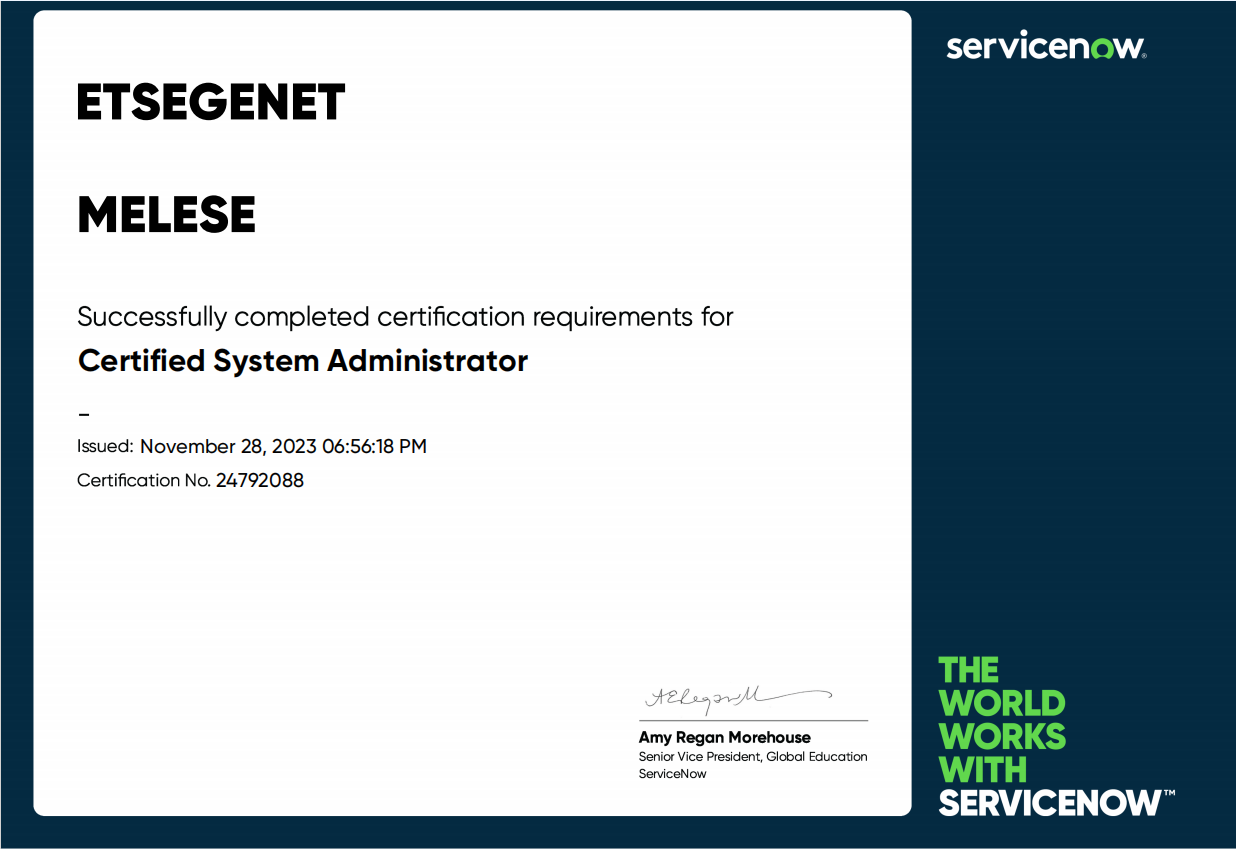 servicenow®
ETSEGENET
MELESE
Successfully completed certification requirements for
Certified System Administrator
–
Issued: November 28, 2023 06:56:18 PM
Certification No. 24792088
Amy Regan Morehouse
Senior Vice President, Global Education
ServiceNow
THE
WORLD
WORKS
WITH
SERVICENOW™